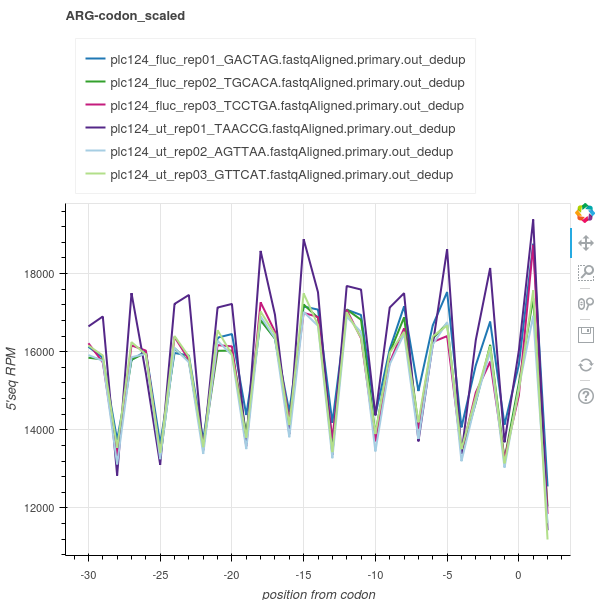 ARG-codon_scaled
plc124_fluc_rep01_GACTAG.fastqAligned.primary.out_dedup
plc124_fluc_rep02_TGCACA.fastqAligned.primary.out_dedup
plc124_fluc_rep03_TCCTGA.fastqAligned.primary.out_dedup
plc124_ut_rep01_TAACCG.fastqAligned.primary.out_dedup
plc124_ut_rep02_AGTTAA.fastqAligned.primary.out_dedup
plc124_ut_rep03_GTTCAT.fastqAligned.primary.out_dedup
18000
16000
14000
12000
5'seq RPM
-30 -25 -20 -15 -10 -5 0
position from codon